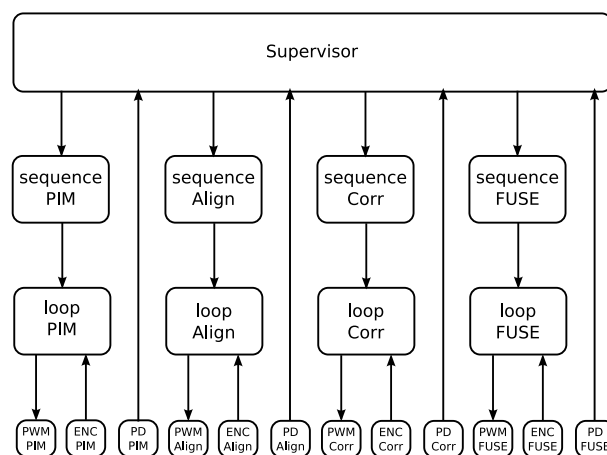 Supervisor
sequence
PIM
sequence
Align
sequence
Corr
sequence
FUSE
loop
PIM
loop
Align
loop
Corr
loop
FUSE
PWM
PIM
ENC
PIM
PD
PIM
PWM
Align
ENC
Align
PD
Align
PWM
Corr
ENC
Corr
PD
Corr
PWM
FUSE
ENC
FUSE
PD
FUSE